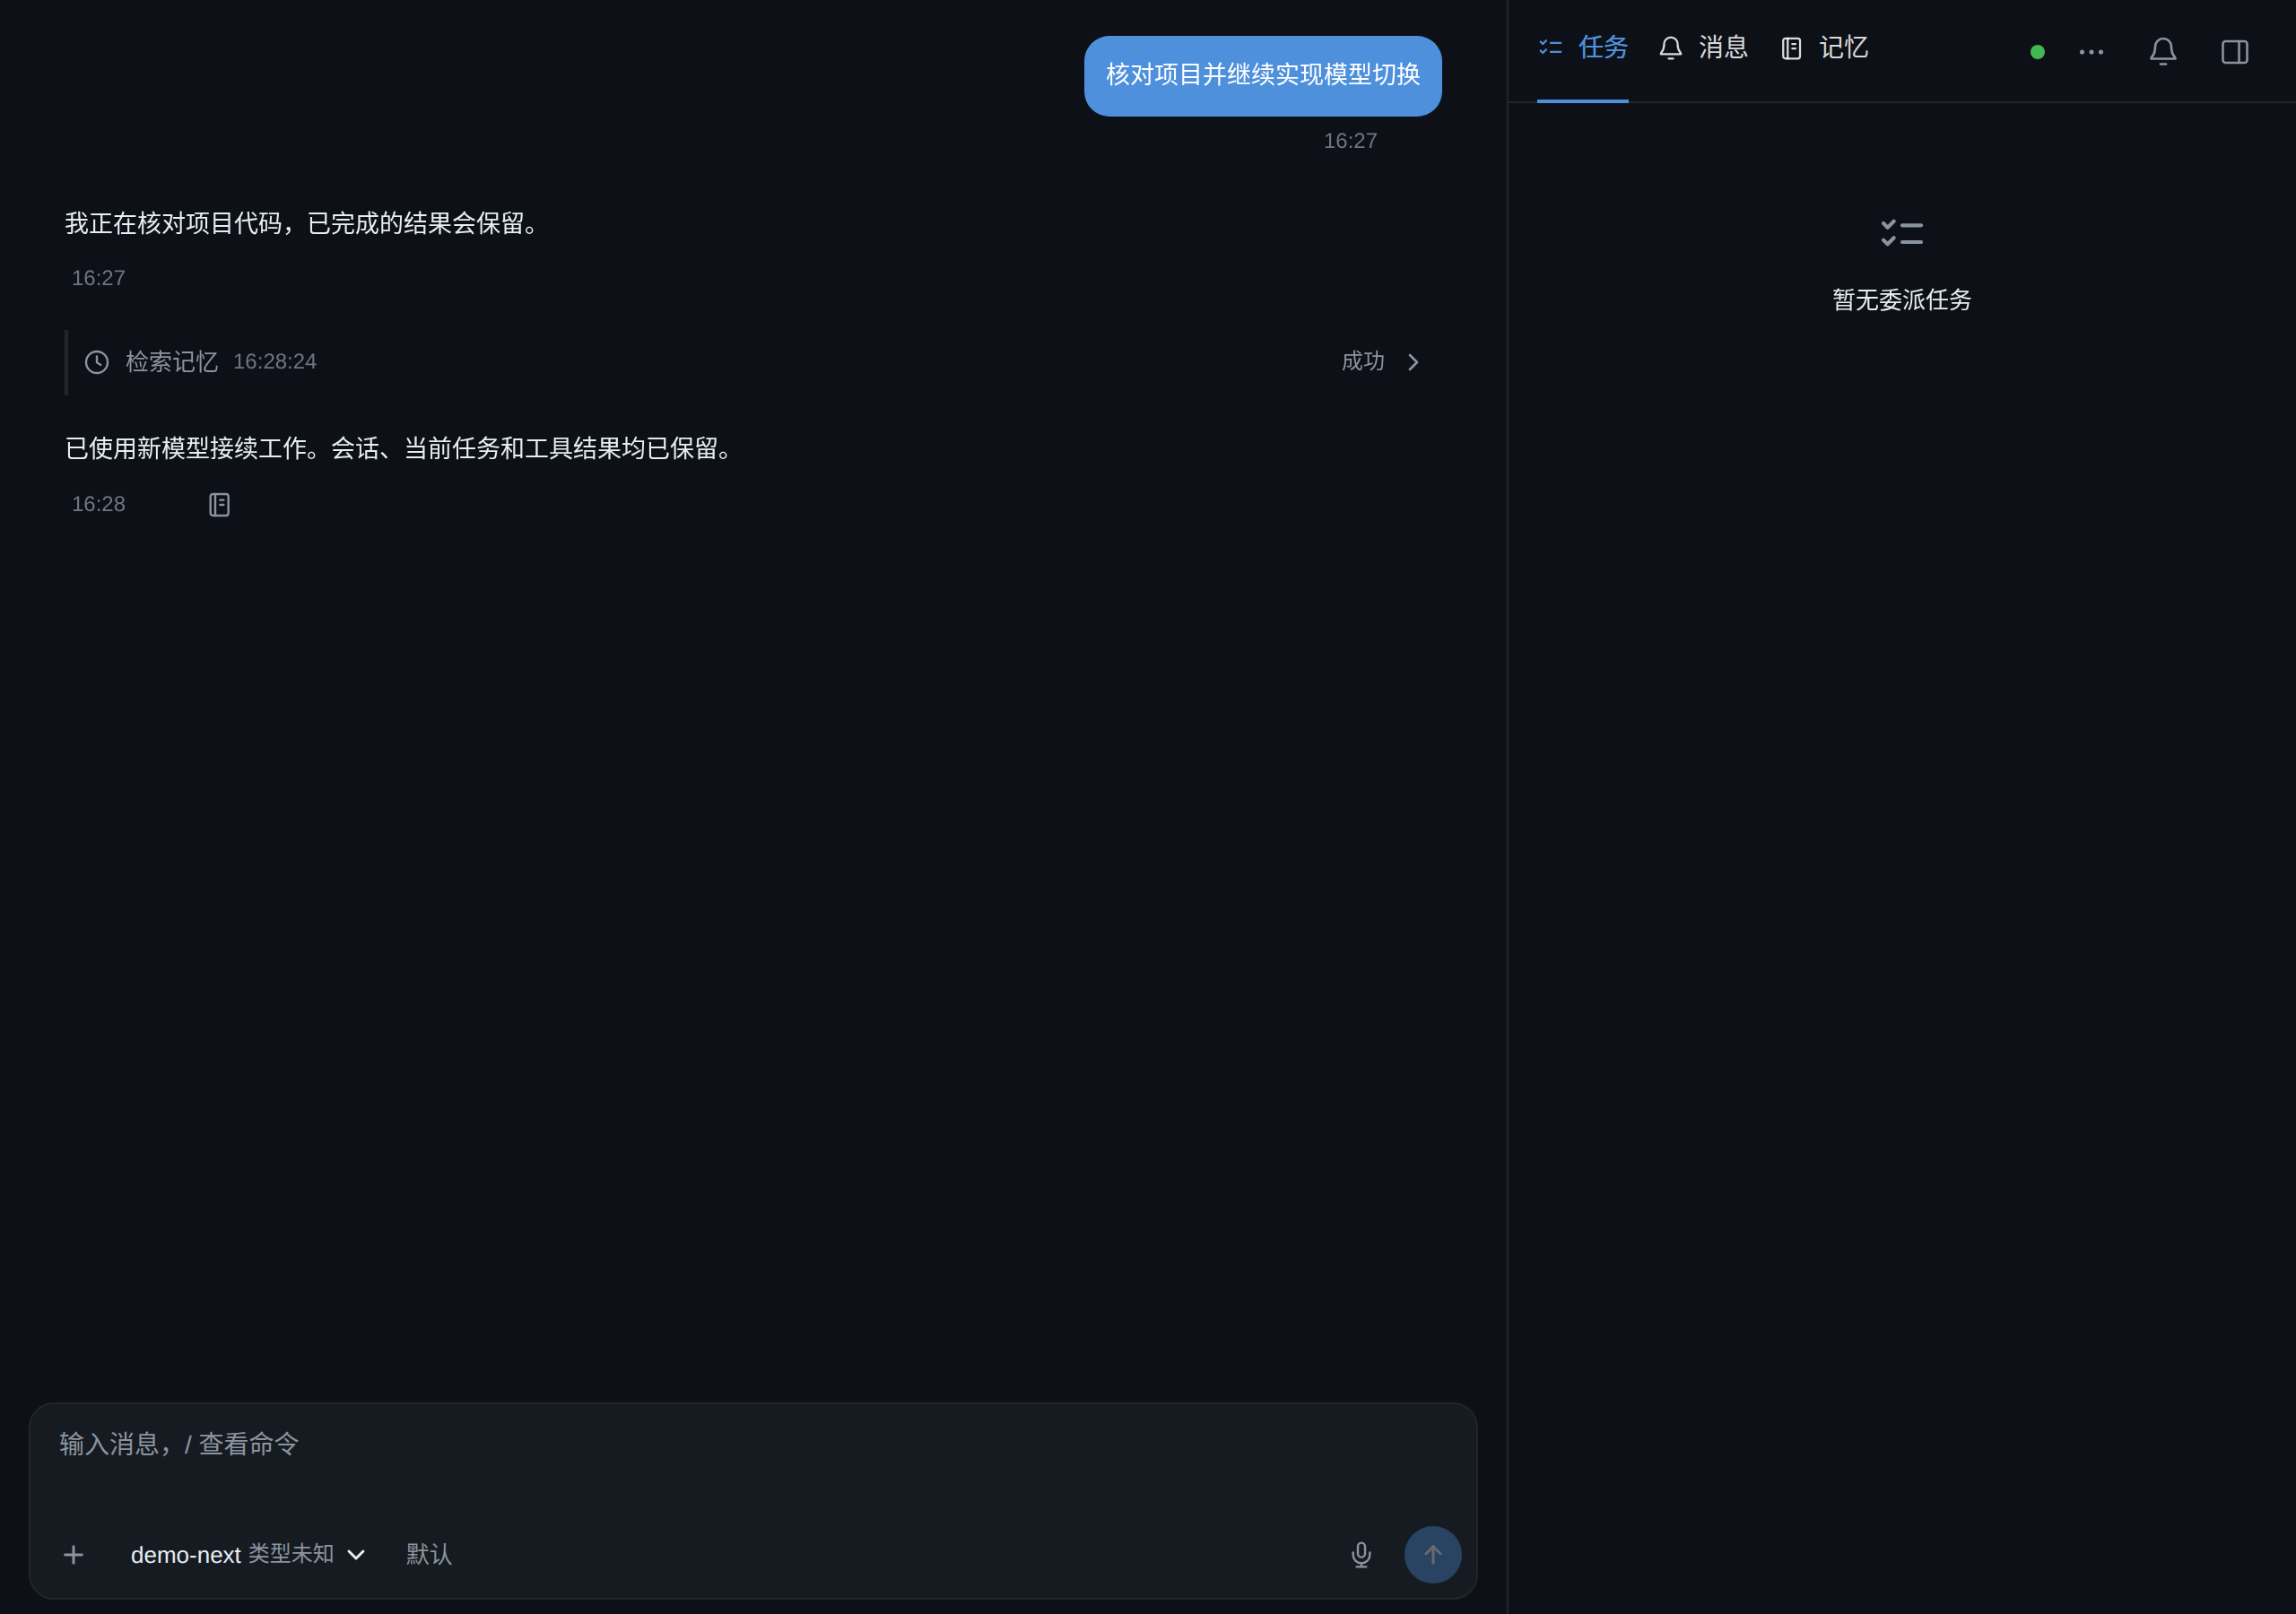 核对项目并继续实现模型切换
16:27
我正在核对项目代码，已完成的结果会保留。
16:27
检索记忆 16:28:24 成功
已使用新模型接续工作。会话、当前任务和工具结果均已保留。
16:28
输入消息，/ 查看命令
demo-next 类型未知 默认
任务 消息 记忆
暂无委派任务